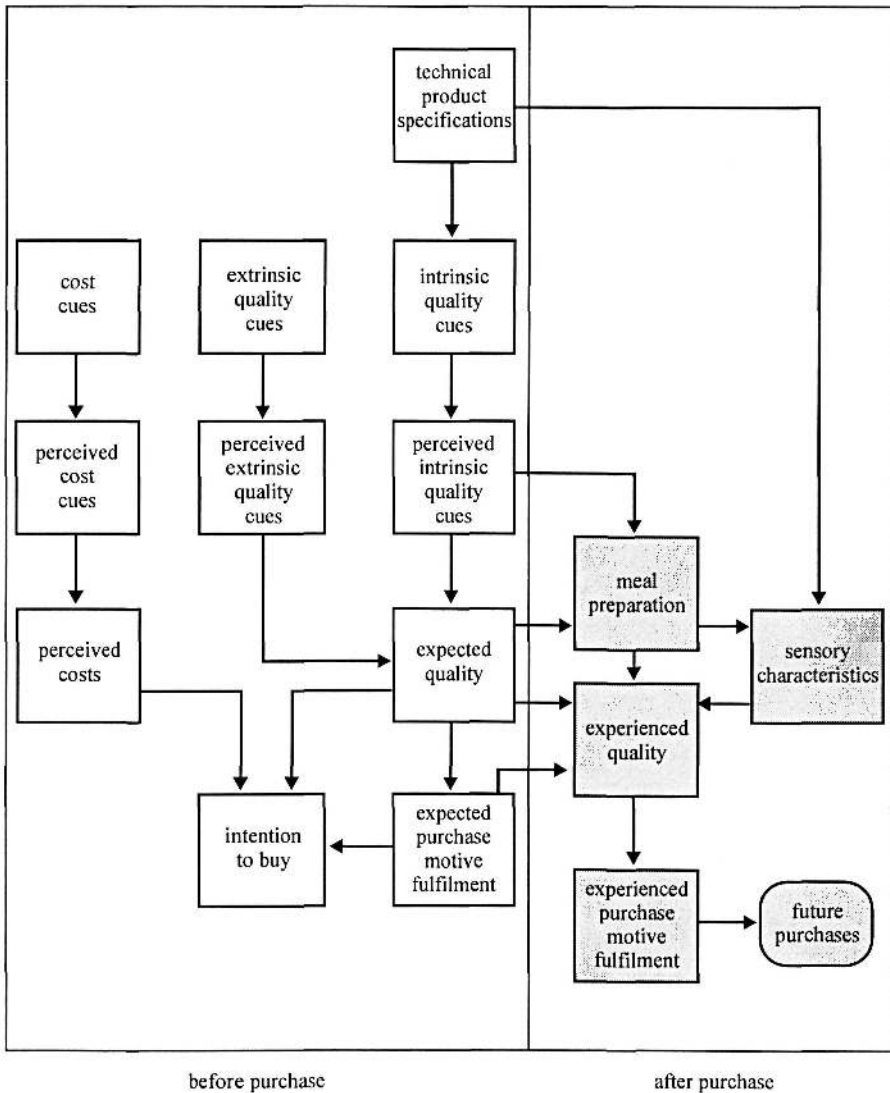 technical
product
specifications
cost
cues
extrinsic
quality
cues
intrinsic
quality
cues
perceived
cost
cues
perceived
extrinsic
quality
cues
perceived
intrinsic
quality
cues
meal
preparation
perceived
costs
expected
quality
sensory
characteristics
experienced
quality
intention
to buy
expected
purchase
motive
fulfilment
experienced
purchase
motive
fulfilment
future
purchases
before purchase
after purchase